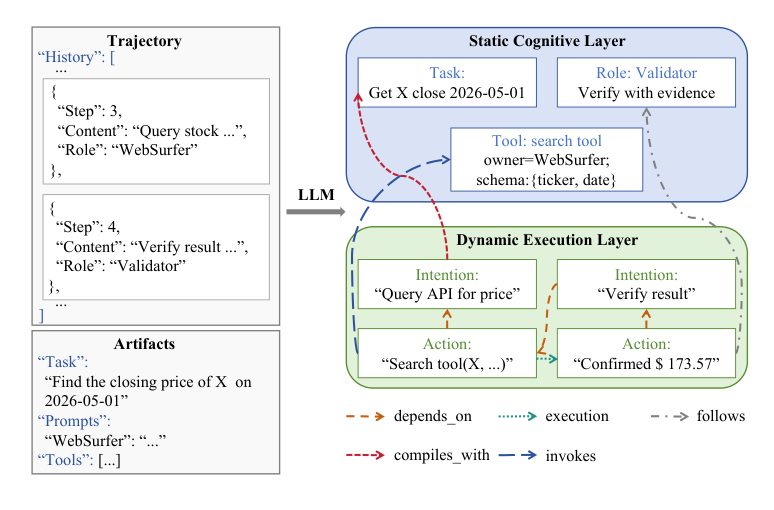 Trajectory
“History”: [
...
{
“Step”: 3,
“Content”: “Query stock ...”,
“Role”: “WebSurfer”
},
{
“Step”: 4,
“Content”: “Verify result ...”,
“Role”: “Validator”
},
...
]
Artifacts
“Task”:
“Find the closing price of X on
2026-05-01”
“Prompts”:
“WebSurfer”: “...”
“Tools”: [...]
LLM
Static Cognitive Layer
Task:
Get X close 2026-05-01
Role: Validator
Verify with evidence
Tool: search tool
owner=WebSurfer;
schema:{ticker, date}
Dynamic Execution Layer
Intention:
“Query API for price”
Intention:
“Verify result”
Action:
“Search tool(X, ...)”
Action:
“Confirmed $ 173.57”
depends_on
execution
follows
compiles_with
invokes